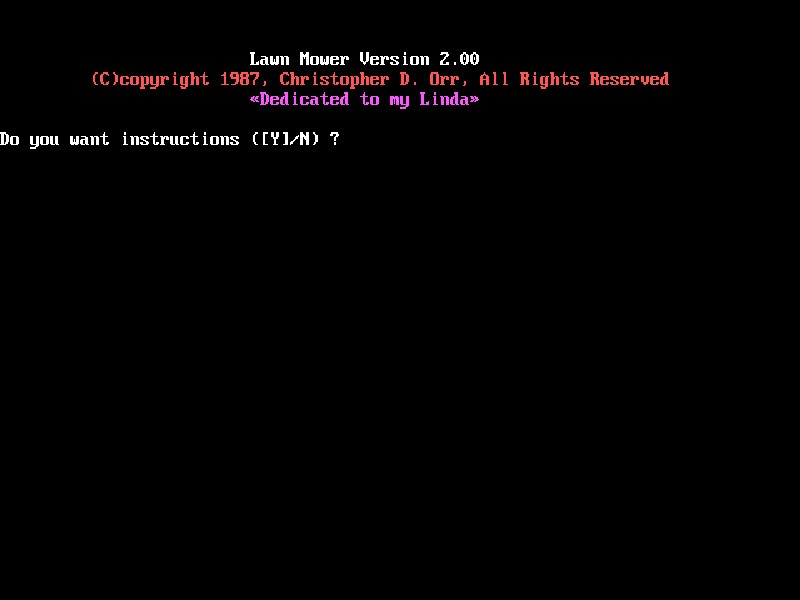 Lawn Mower Version 2.00
(C)copyright 1987, Christopher D. Orr, All Rights Reserved
«Dedicated to my Linda»
Do you want instructions ([Y]/N) ?